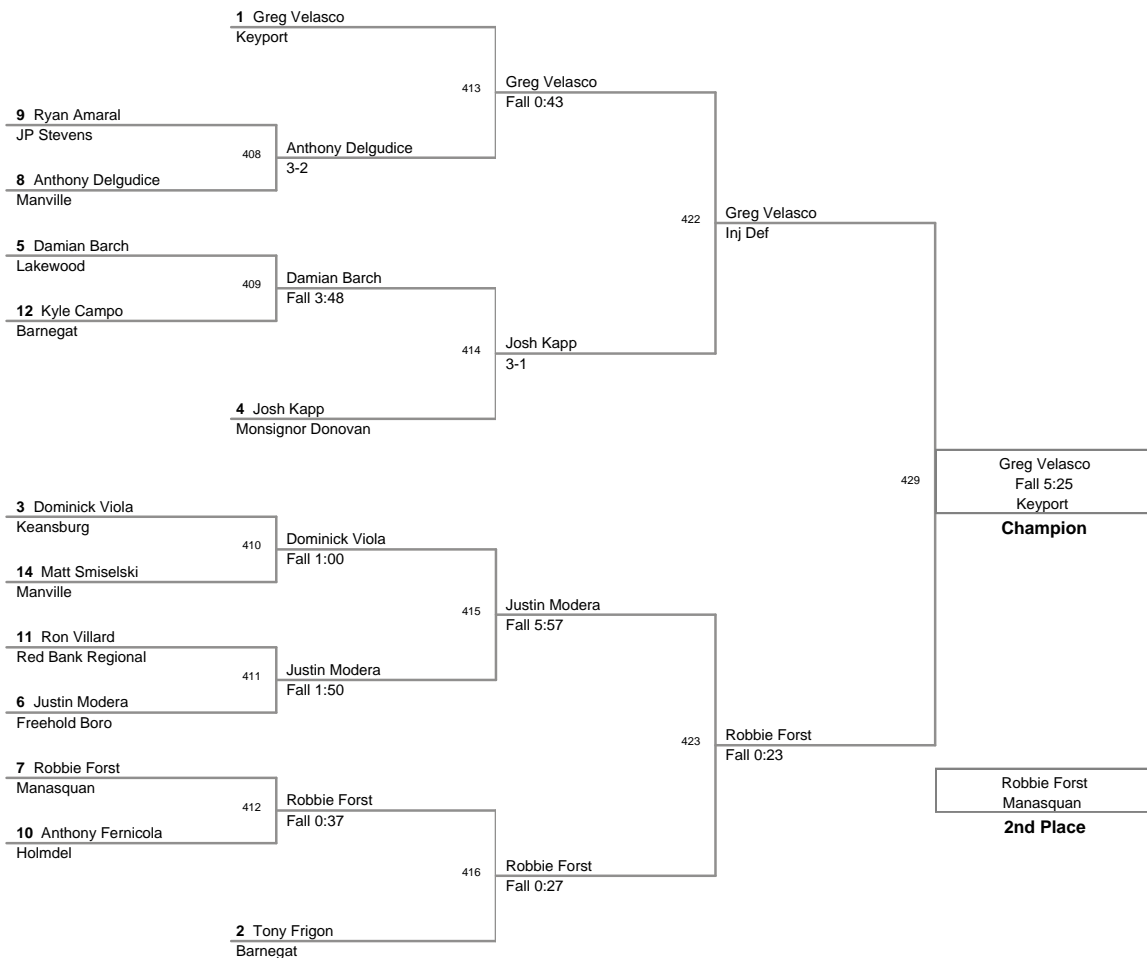 1 Greg Velasco
Keyport
413
Greg Velasco
Fall 0:43
9 Ryan Amaral
JP Stevens
408
Anthony Delgudice
3-2
8 Anthony Delgudice
Manville
422
Greg Velasco
Inj Def
5 Damian Barch
Lakewood
409
Damian Barch
Fall 3:48
12 Kyle Campo
Barnegat
414
Josh Kapp
3-1
4 Josh Kapp
Monsignor Donovan
429
Greg Velasco
Fall 5:25
Keyport
Champion
3 Dominick Viola
Keansburg
410
Dominick Viola
Fall 1:00
14 Matt Smiselski
Manville
415
Justin Modera
Fall 5:57
11 Ron Villard
Red Bank Regional
411
Justin Modera
Fall 1:50
6 Justin Modera
Freehold Boro
423
Robbie Forst
Fall 0:23
7 Robbie Forst
Manasquan
412
Robbie Forst
Fall 0:37
10 Anthony Fernicola
Holmdel
416
Robbie Forst
Fall 0:27
2 Tony Frigon
Barnegat
Robbie Forst
Manasquan
2nd Place